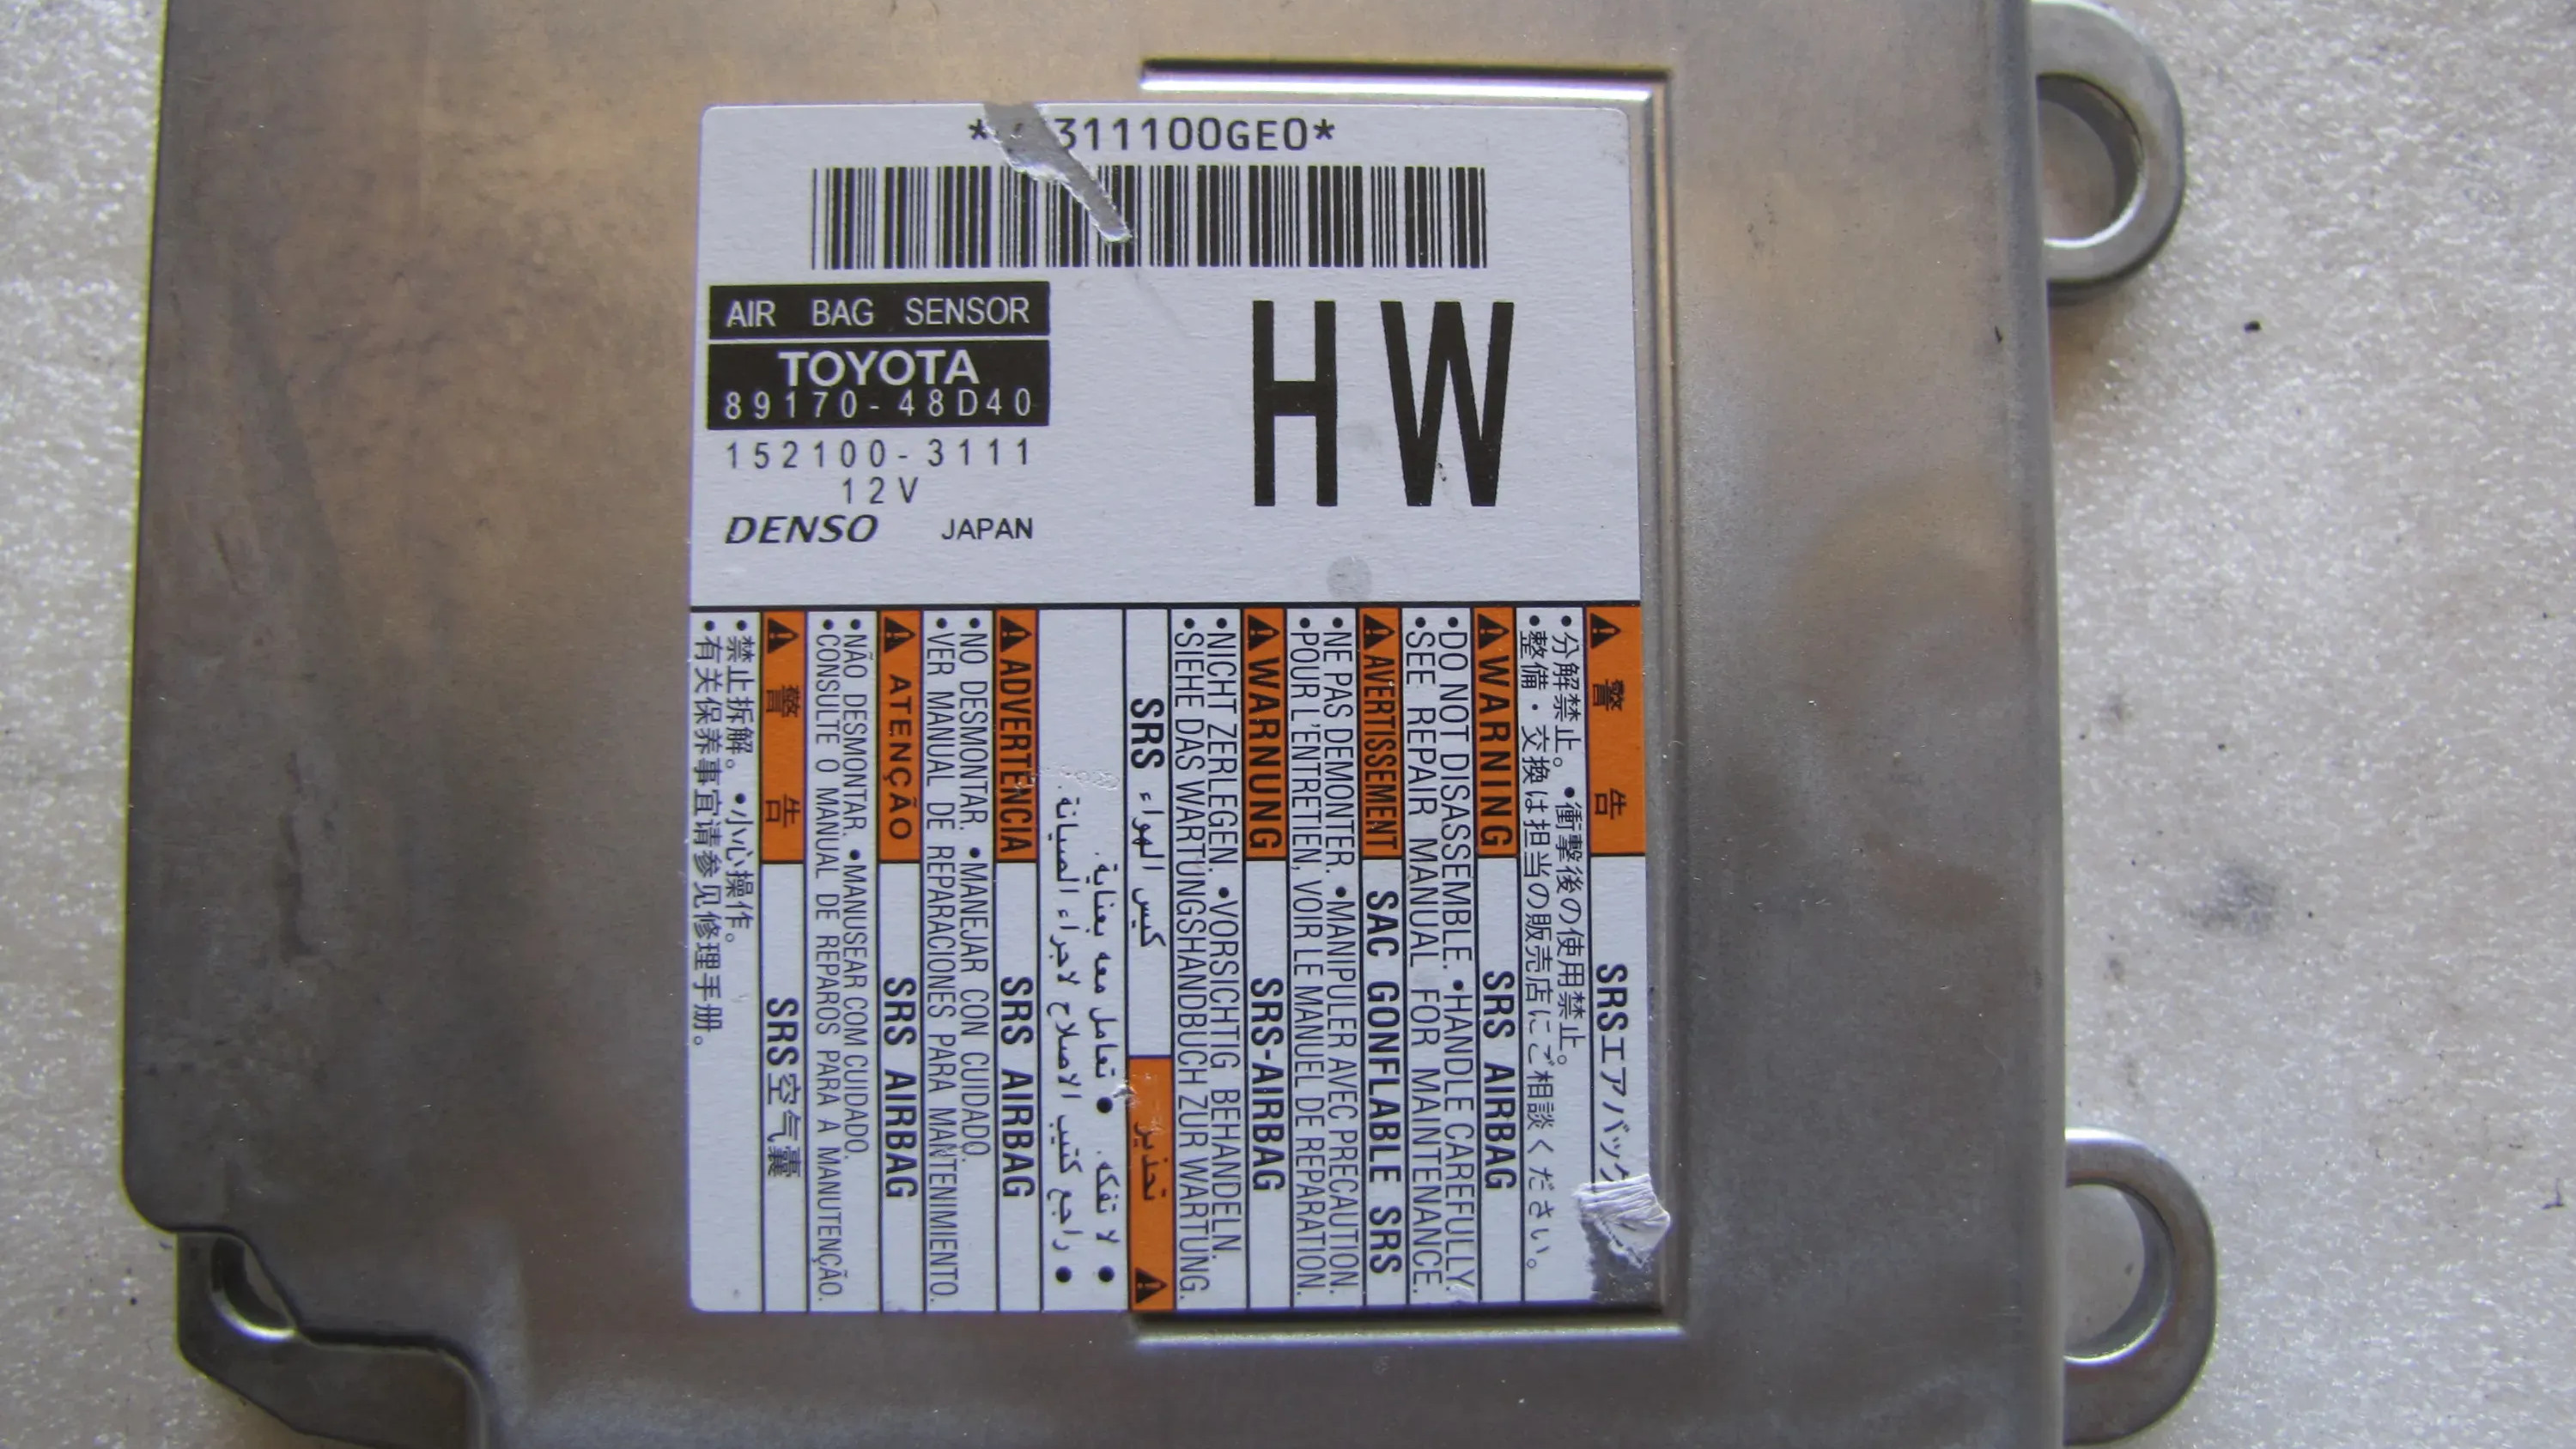 311100GE0*
AIR BAG SENSOR
TOYOTA
89170-48D40
152100-3111
12V
DENSO JAPAN
HW
警告 SRSエアバッグ
•分解禁止。 •衝撃後の使用禁止。
•整備・交換は担当の販売店にご相談ください。
WARNING SRS AIRBAG
•DO NOT DISASSEMBLE. •HANDLE CAREFULLY.
•SEE REPAIR MANUAL FOR MAINTENANCE.
AVERTISSEMENT SAC GONFLABLE SRS
•NE PAS DEMONTER. •MANIPULER AVEC PRECAUTION.
•POUR L'ENTRETIEN, VOIR LE MANUEL DE REPARATION.
WARNUNG SRS-AIRBAG
•NICHT ZERLEGEN. •VORSICHTIG BEHANDELN.
•SIEHE DAS WARTUNGSHANDBUCH ZUR WARTUNG.
تحذير كيس الهواء SRS
• لا تفكه. • تعامل معه بعناية.
• راجع كتيب الاصلاح لاجراء الصيانة.
ADVERTENCIA SRS AIRBAG
•NO DESMONTAR. •MANEJAR CON CUIDADO.
•VER MANUAL DE REPARACIONES PARA MANTENIMIENTO.
ATENÇÃO SRS AIRBAG
•NÃO DESMONTAR. •MANUSEAR COM CUIDADO.
•CONSULTE O MANUAL DE REPAROS PARA A MANUTENÇÃO.
警告 SRS空气囊
•禁止拆解。 •小心操作。
•有关保养事宜请参见修理手册。